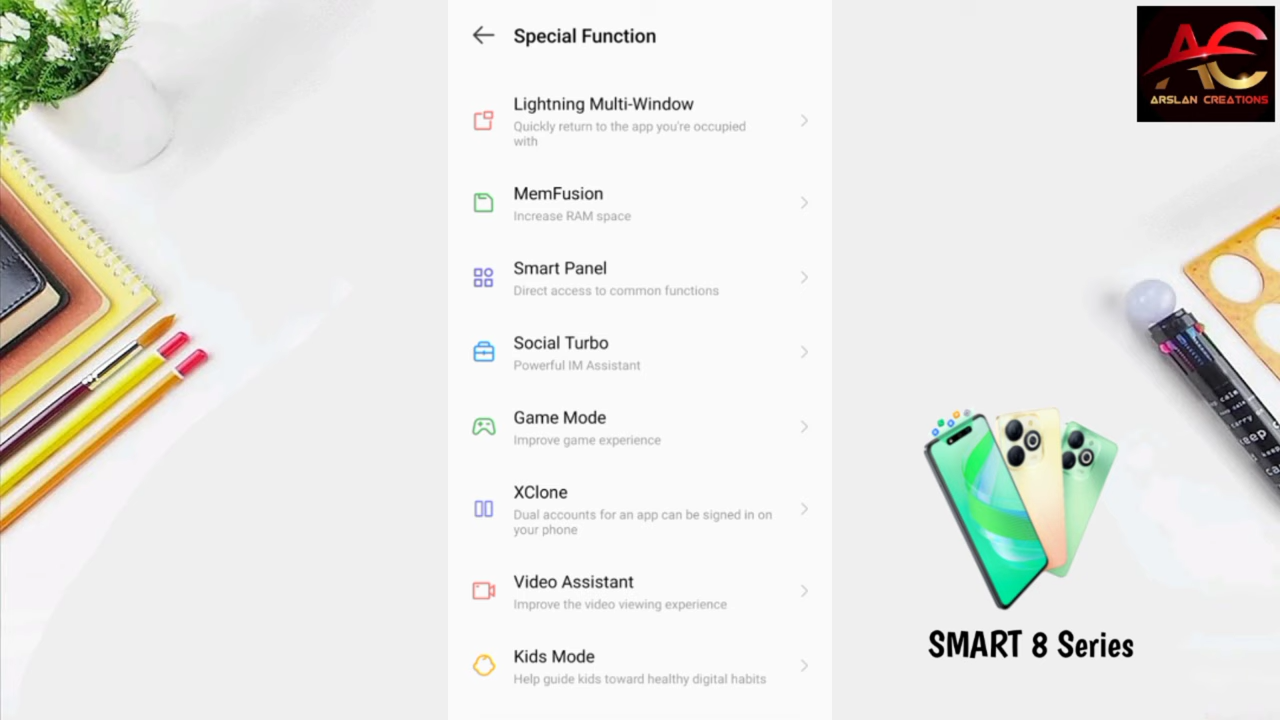 Special Function
Lightning Multi-Window
Quickly return to the app you're occupied
with
MemFusion
Increase RAM space
Smart Panel
Direct access to common functions
Social Turbo
Powerful IM Assistant
Game Mode
Improve game experience
XClone
Dual accounts for an app can be signed in on
your phone
Video Assistant
Improve the video viewing experience
Kids Mode
Help guide kids toward healthy digital habits
AC
ARSLAN CREATIONS
SMART 8 Series